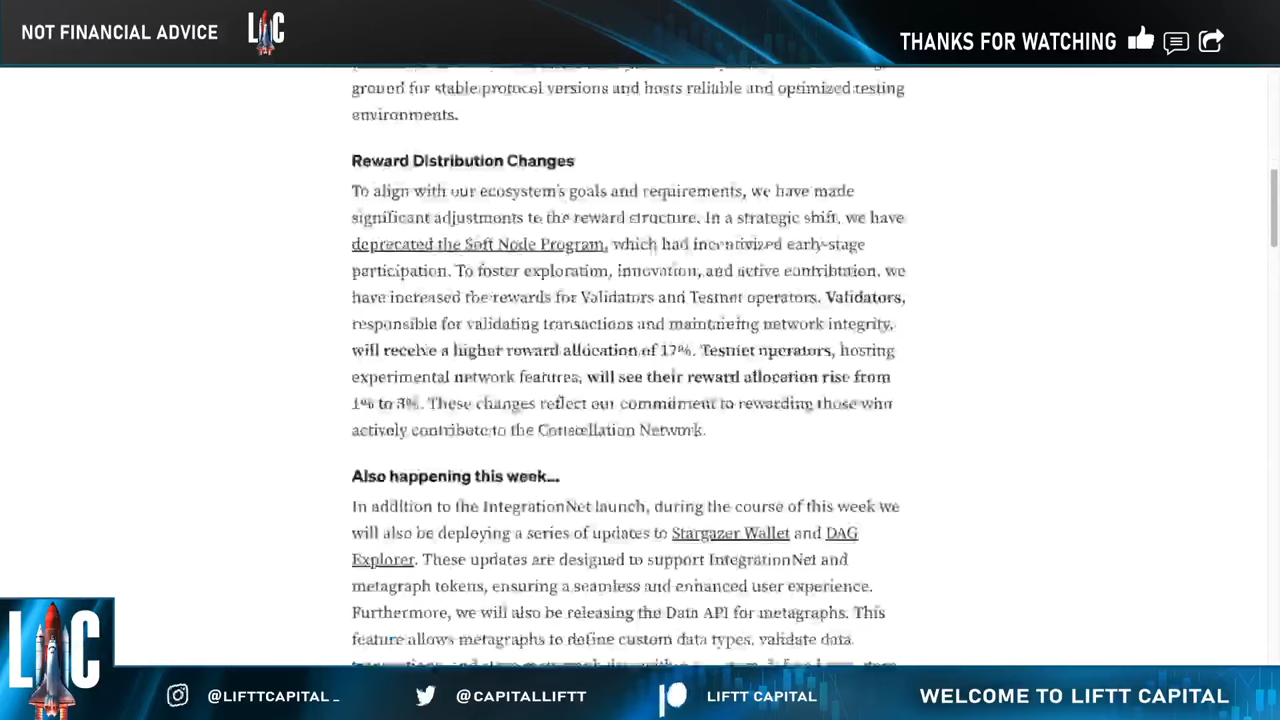 NOT FINANCIAL ADVICE
LC
THANKS FOR WATCHING
ground for stable protocol versions and hosts reliable and optimized testing
environments.
Reward Distribution Changes
To align with our ecosystem's goals and requirements, we have made
significant adjustments to the reward structure. In a strategic shift, we have
deprecated the Soft Node Program, which had incentivized early-stage
participation. To foster exploration, innovation, and active contribution, we
have increased the rewards for Validators and Testnet operators. Validators,
responsible for validating transactions and maintaining network integrity,
will receive a higher reward allocation of 17%. Testnet operators, hosting
experimental network features, will see their reward allocation rise from
1% to 3%. These changes reflect our commitment to rewarding those who
actively contribute to the Constellation Network.
Also happening this week...
In addition to the IntegrationNet launch, during the course of this week we
will also be deploying a series of updates to Stargazer Wallet and DAG
Explorer. These updates are designed to support IntegrationNet and
metagraph tokens, ensuring a seamless and enhanced user experience.
Furthermore, we will also be releasing the Data API for metagraphs. This
feature allows metagraphs to define custom data types, validate data
LC
@LIFTTCAPITAL_
@CAPITALLIFTT
LIFTT CAPITAL
WELCOME TO LIFTT CAPITAL